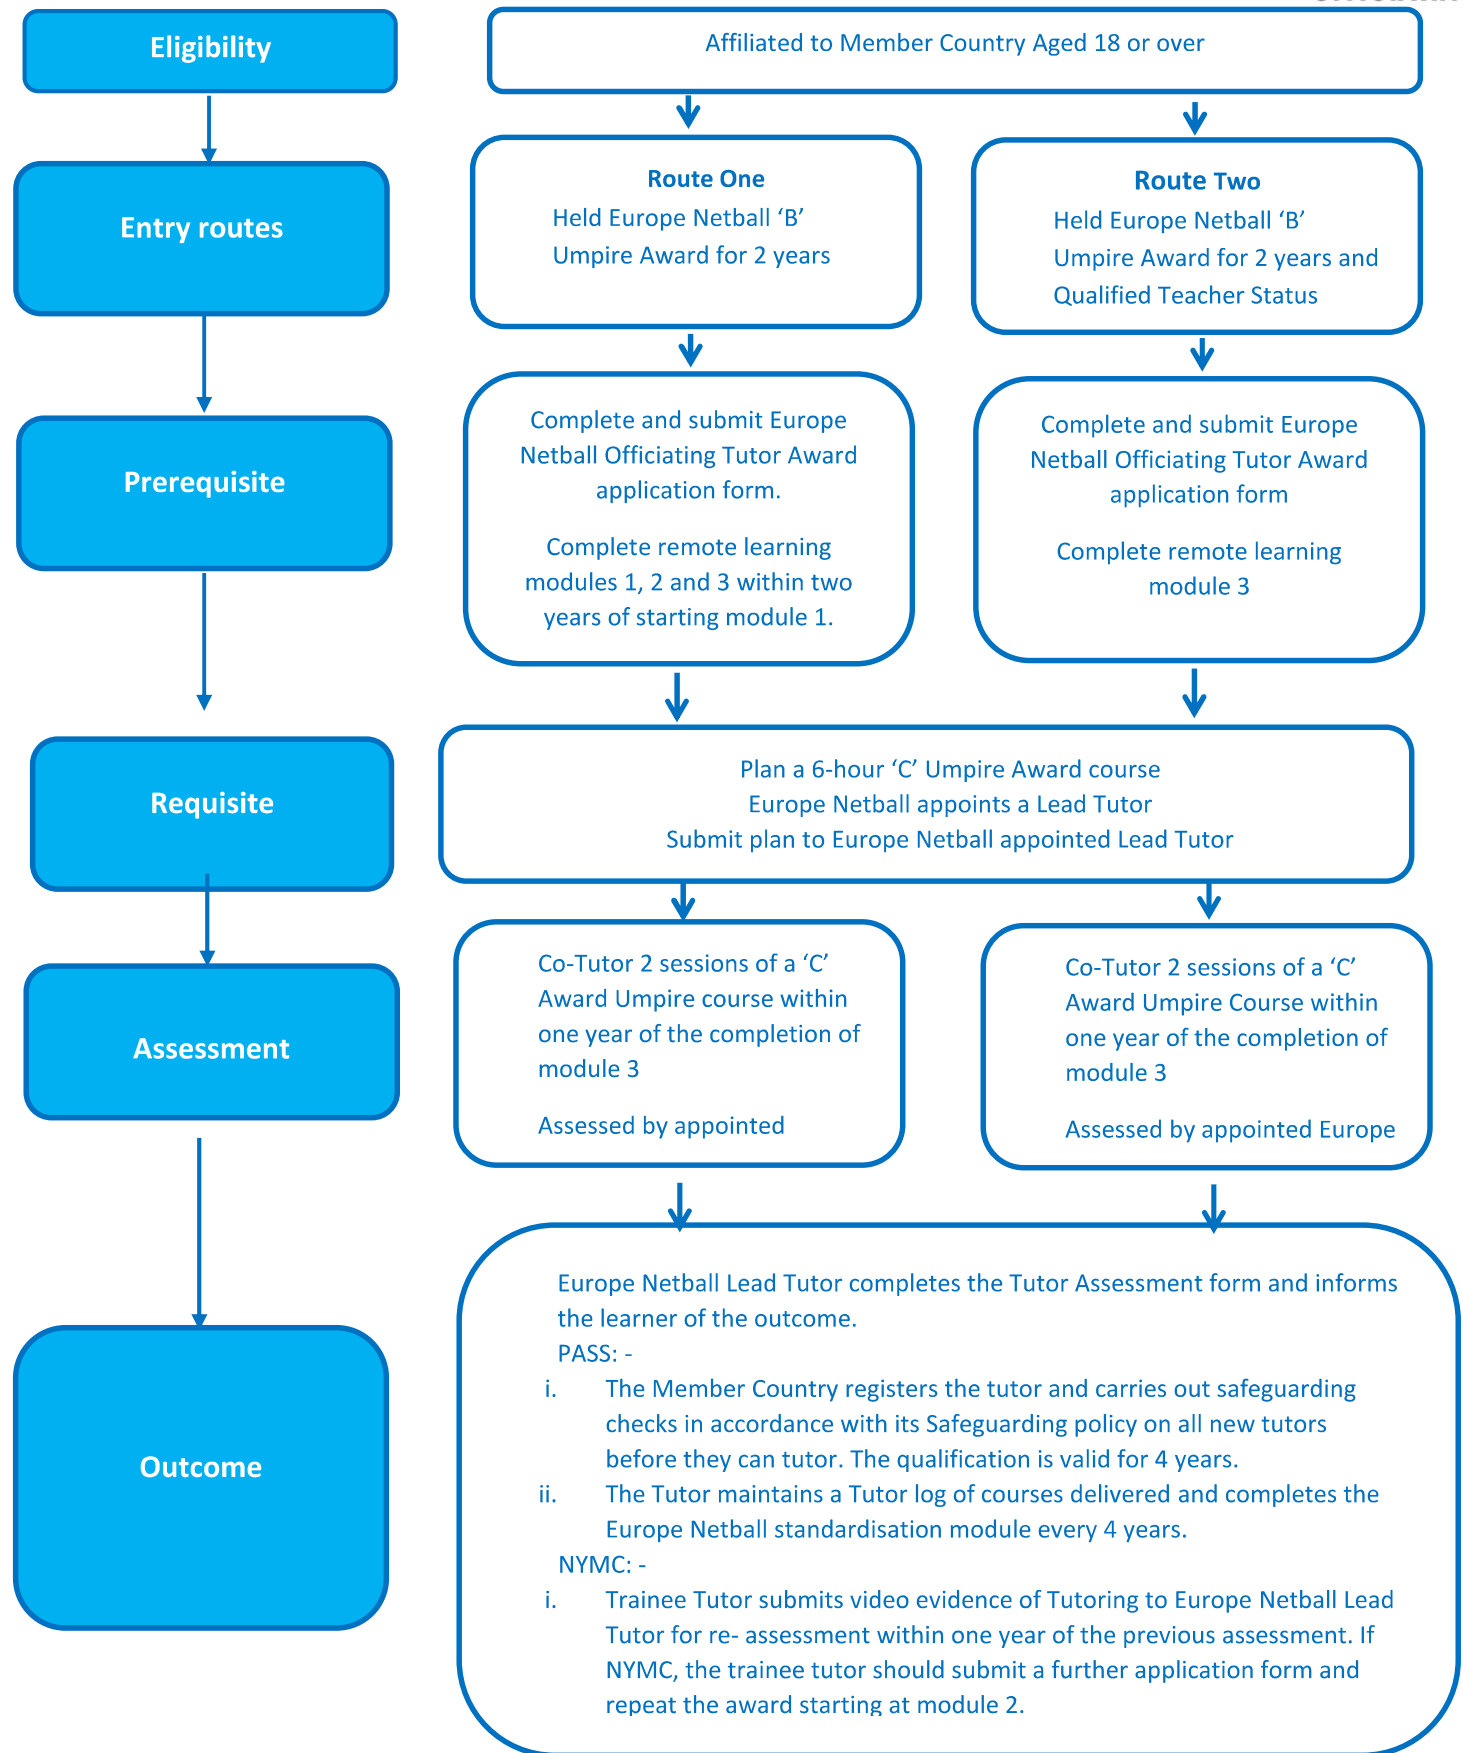 Eligibility
Affiliated to Member Country Aged 18 or over
Entry routes
Route One
Held Europe Netball ‘B’
Umpire Award for 2 years
Route Two
Held Europe Netball ‘B’
Umpire Award for 2 years and
Qualified Teacher Status
Prerequisite
Complete and submit Europe
Netball Officiating Tutor Award
application form.
Complete remote learning
modules 1, 2 and 3 within two
years of starting module 1.
Complete and submit Europe
Netball Officiating Tutor Award
application form
Complete remote learning
module 3
Requisite
Plan a 6-hour ‘C’ Umpire Award course
Europe Netball appoints a Lead Tutor
Submit plan to Europe Netball appointed Lead Tutor
Assessment
Co-Tutor 2 sessions of a ‘C’
Award Umpire course within
one year of the completion of
module 3
Assessed by appointed
Co-Tutor 2 sessions of a ‘C’
Award Umpire Course within
one year of the completion of
module 3
Assessed by appointed Europe
Outcome
Europe Netball Lead Tutor completes the Tutor Assessment form and informs
the learner of the outcome.
PASS: -
i. The Member Country registers the tutor and carries out safeguarding
checks in accordance with its Safeguarding policy on all new tutors
before they can tutor. The qualification is valid for 4 years.
ii. The Tutor maintains a Tutor log of courses delivered and completes the
Europe Netball standardisation module every 4 years.
NYMC: -
i. Trainee Tutor submits video evidence of Tutoring to Europe Netball Lead
Tutor for re- assessment within one year of the previous assessment. If
NYMC, the trainee tutor should submit a further application form and
repeat the award starting at module 2.